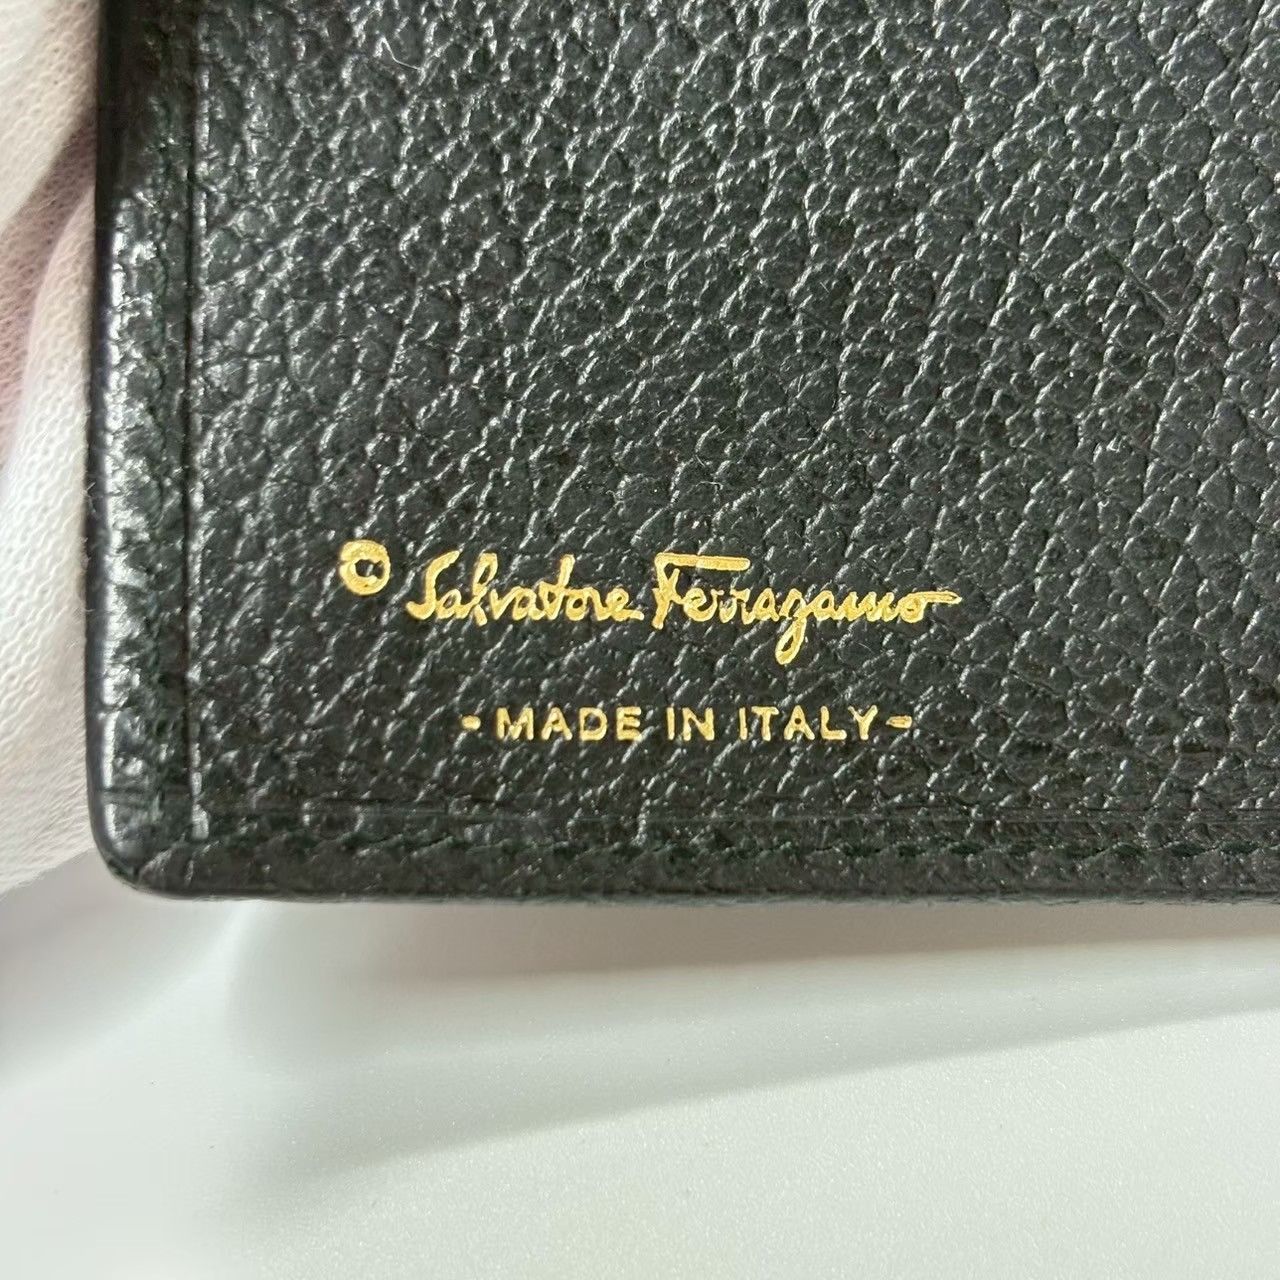 © Salvatore Ferragamo
-MADE IN ITALY-